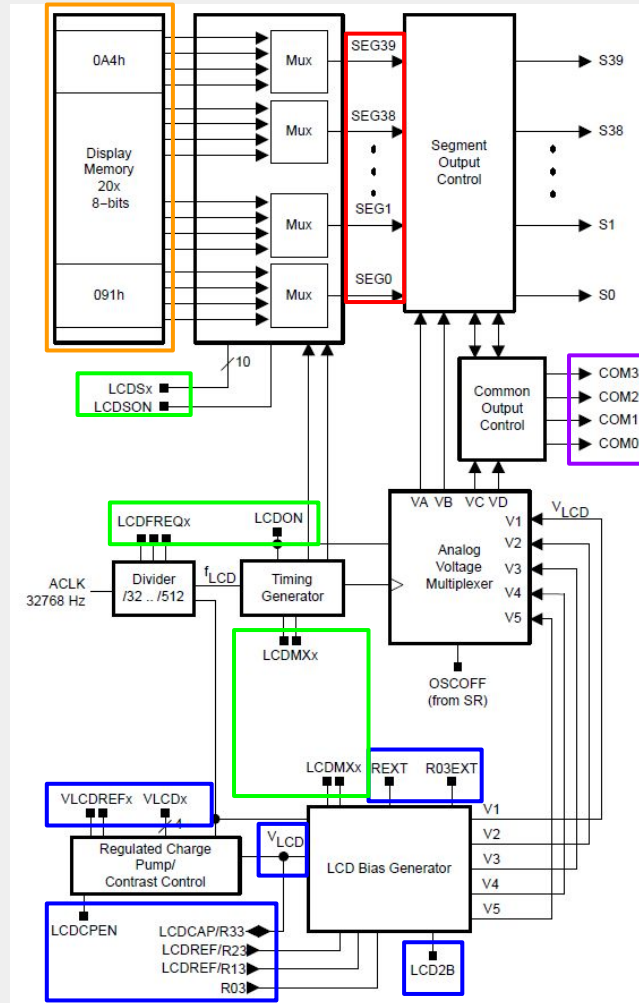 SEG39
S39
0A4h
Mux
SEG38
S38
Mux
Display
Memory
20x
8–bits
Segment
Output
Control
Mux
SEG1
S1
091h
Mux
SEG0
S0
10
LCDSx
LCDSON
COM3
COM2
COM1
COM0
Common
Output
Control
VA VB VC VD
LCDFREQx
LCDON
VLCD
V1
V2
V3
V4
V5
Analog
Voltage
Multiplexer
ACLK
32768 Hz
Divider
/32 .. /512
fLCD
Timing
Generator
LCDMXx
OSCOFF
(from SR)
LCDMXx
REXT
R03EXT
VLCDREFx VLCDx
4
V1
V2
V3
V4
V5
Regulated Charge
Pump/
Contrast Control
VLCD
LCD Bias Generator
LCDCPEN
LCDCAP/R33
LCDREF/R23
LCDREF/R13
R03
LCD2B